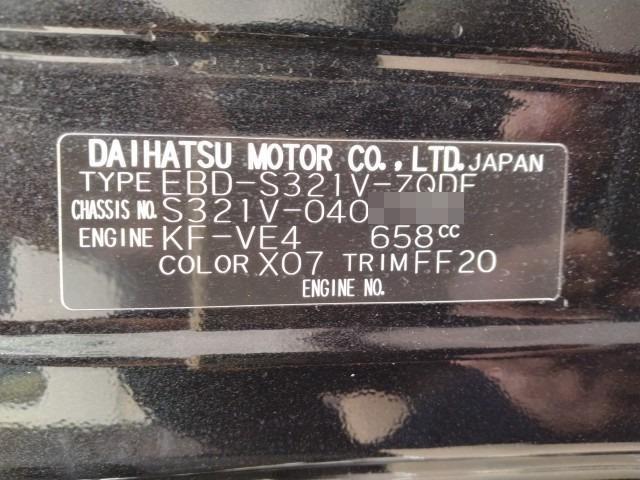 DAIHATSU MOTOR CO.,LTD. JAPAN
TYPE EBD-S321V-ZQDF
CHASSIS NO. S321V-040
ENGINE KF-VE4 658CC
COLOR X07 TRIM FF20
ENGINE NO.